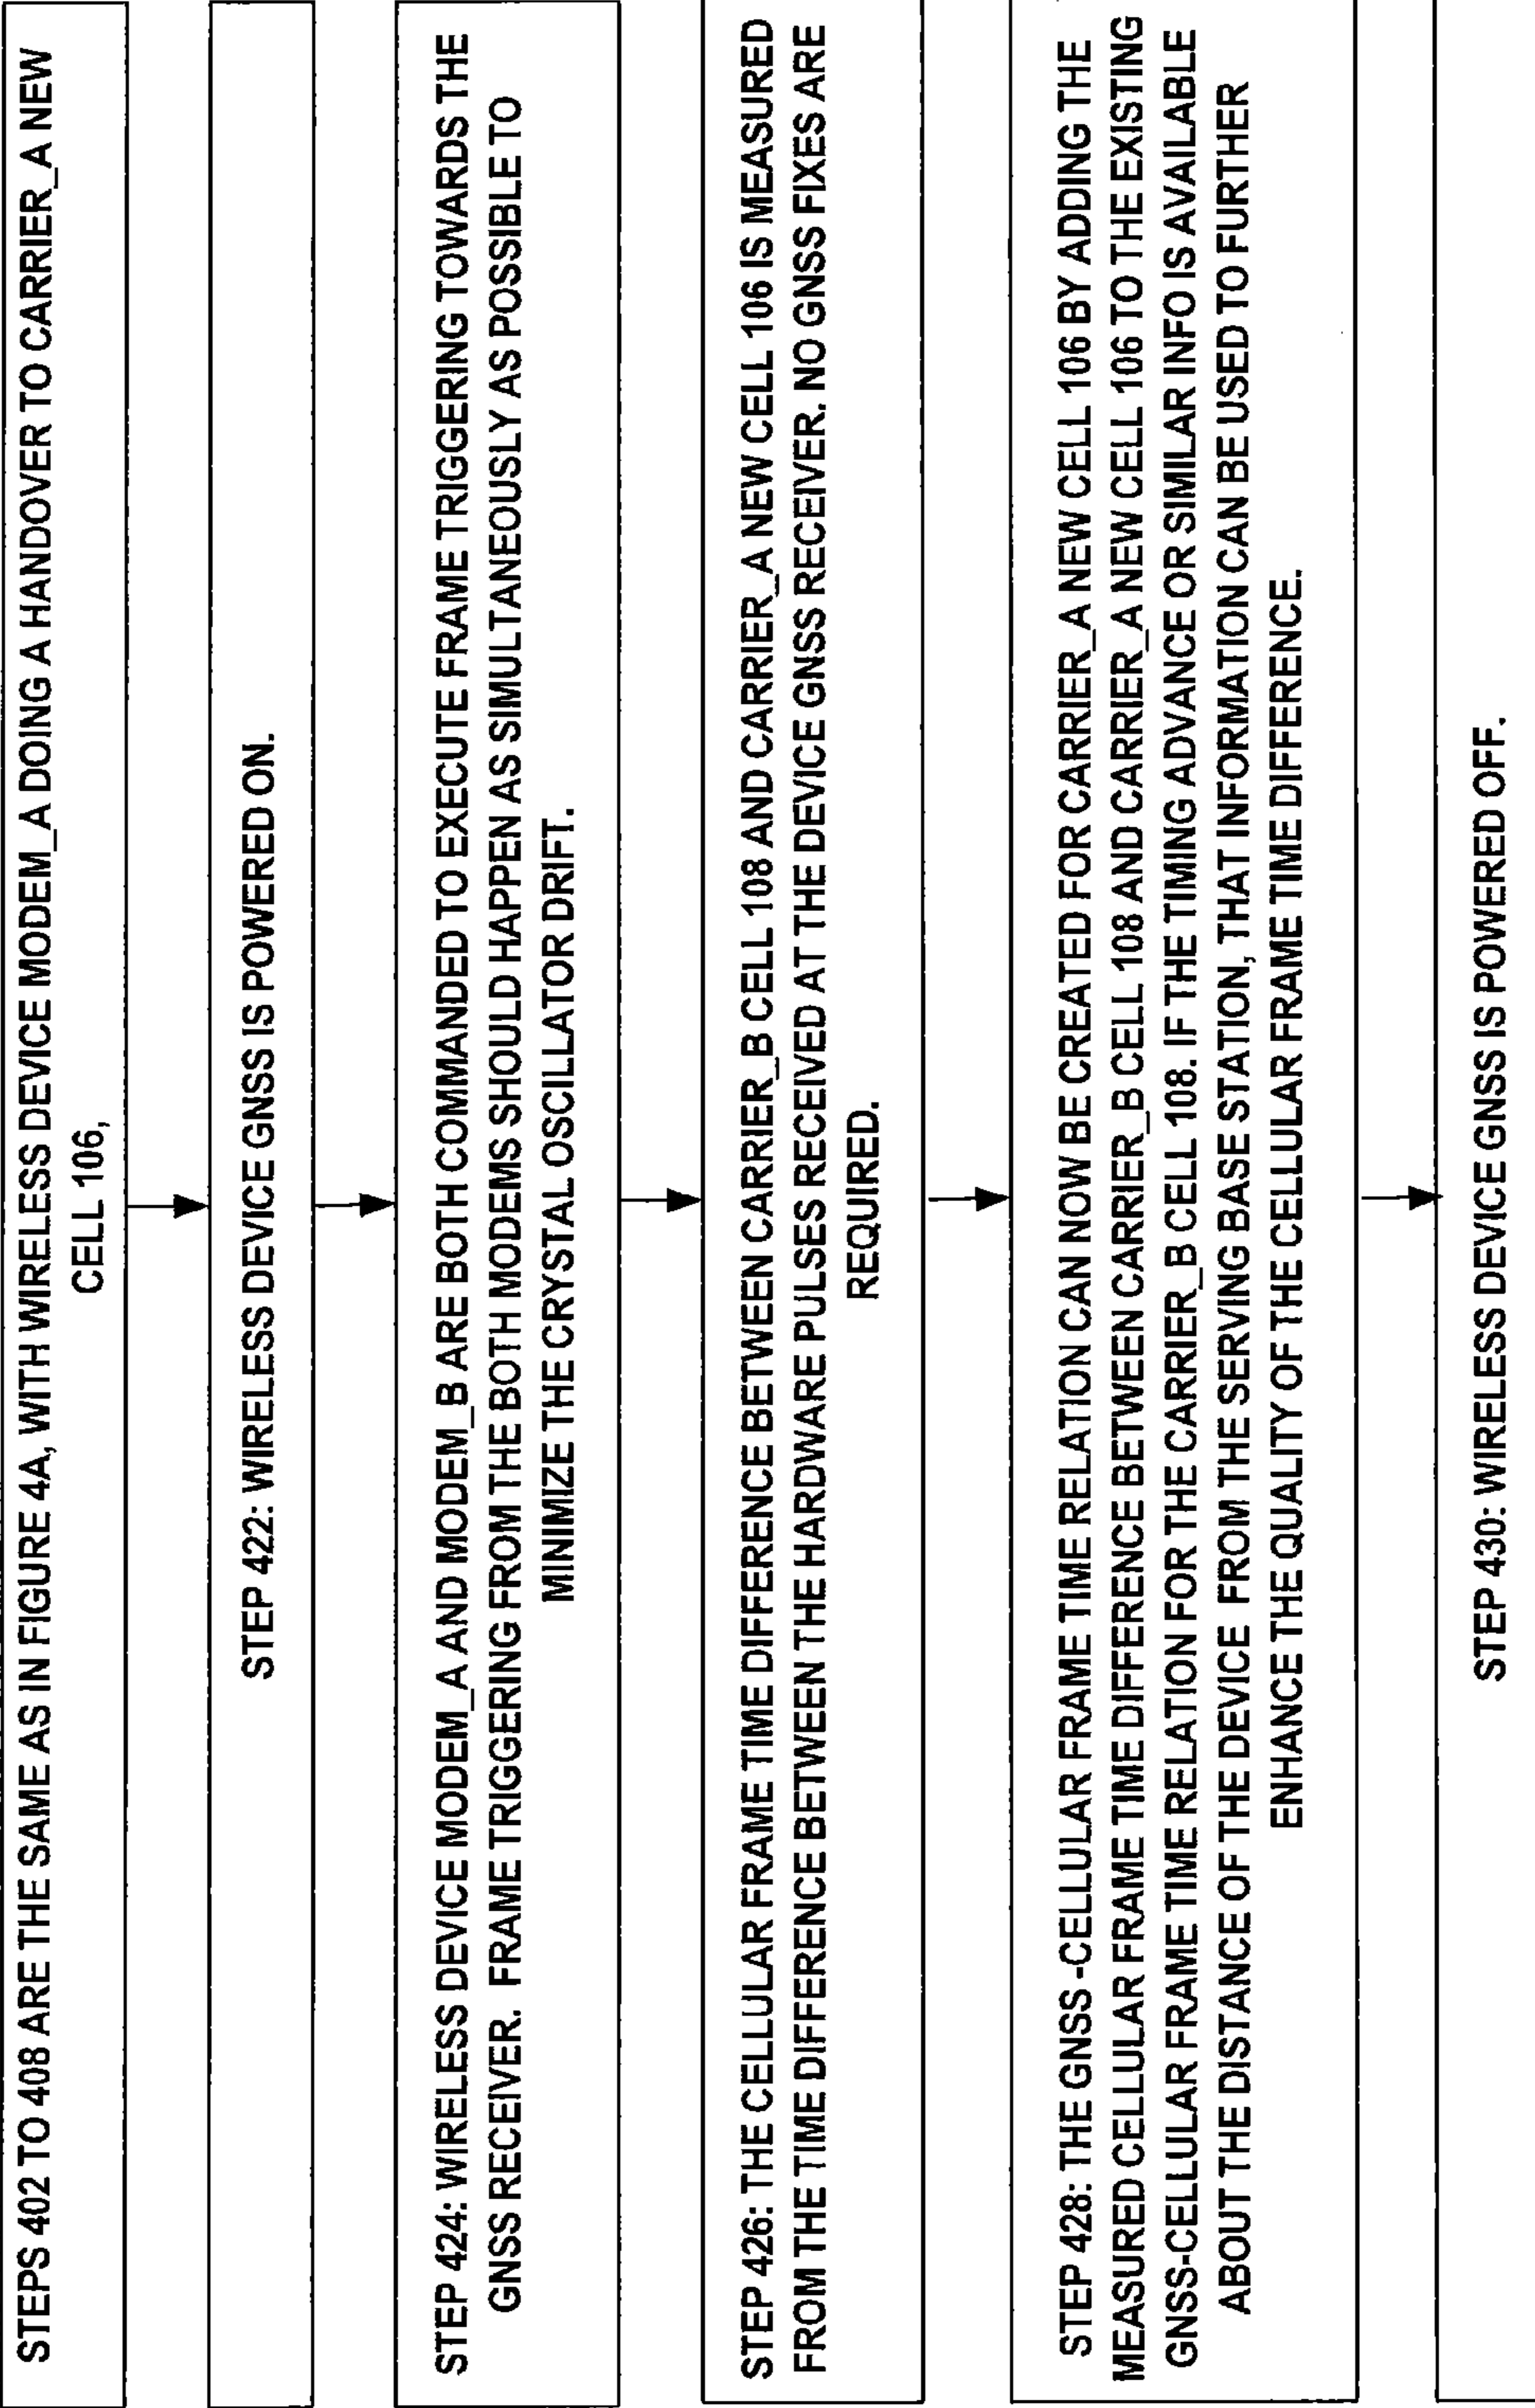 STEPS 402 TO 408 ARE THE SAME AS IN FIGURE 4A, WITH WIRELESS DEVICE MODEM_A DOING A HANDOVER TO CARRIER_A NEW
CELL 106,
STEP 422: WIRELESS DEVICE GNSS IS POWERED ON.
STEP 424: WIRELESS DEVICE MODEM_A AND MODEM_B ARE BOTH COMMANDED TO EXECUTE FRAME TRIGGERING TOWARDS THE
GNSS RECEIVER. FRAME TRIGGERING FROM THE BOTH MODEMS SHOULD HAPPEN AS SIMULTANEOUSLY AS POSSIBLE TO
MINIMIZE THE CRYSTAL OSCILLATOR DRIFT.
STEP 426: THE CELLULAR FRAME TIME DIFFERENCE BETWEEN CARRIER_B CELL 108 AND CARRIER_A NEW CELL 106 IS MEASURED
FROM THE TIME DIFFERENCE BETWEEN THE HARDWARE PULSES RECEIVED AT THE DEVICE GNSS RECEIVER. NO GNSS FIXES ARE
REQUIRED.
STEP 428: THE GNSS -CELLULAR FRAME TIME RELATION CAN NOW BE CREATED FOR CARRIER_A NEW CELL 106 BY ADDING THE
MEASURED CELLULAR FRAME TIME DIFFERENCE BETWEEN CARRIER_B CELL 108 AND CARRIER_A NEW CELL 106 TO THE EXISTING
GNSS-CELLULAR FRAME TIME RELATION FOR THE CARRIER_B CELL 108. IF THE TIMING ADVANCE OR SIMILAR INFO IS AVAILABLE
ABOUT THE DISTANCE OF THE DEVICE FROM THE SERVING BASE STATION, THAT INFORMATION CAN BE USED TO FURTHER
ENHANCE THE QUALITY OF THE CELLULAR FRAME TIME DIFFERENCE.
STEP 430: WIRELESS DEVICE GNSS IS POWERED OFF.